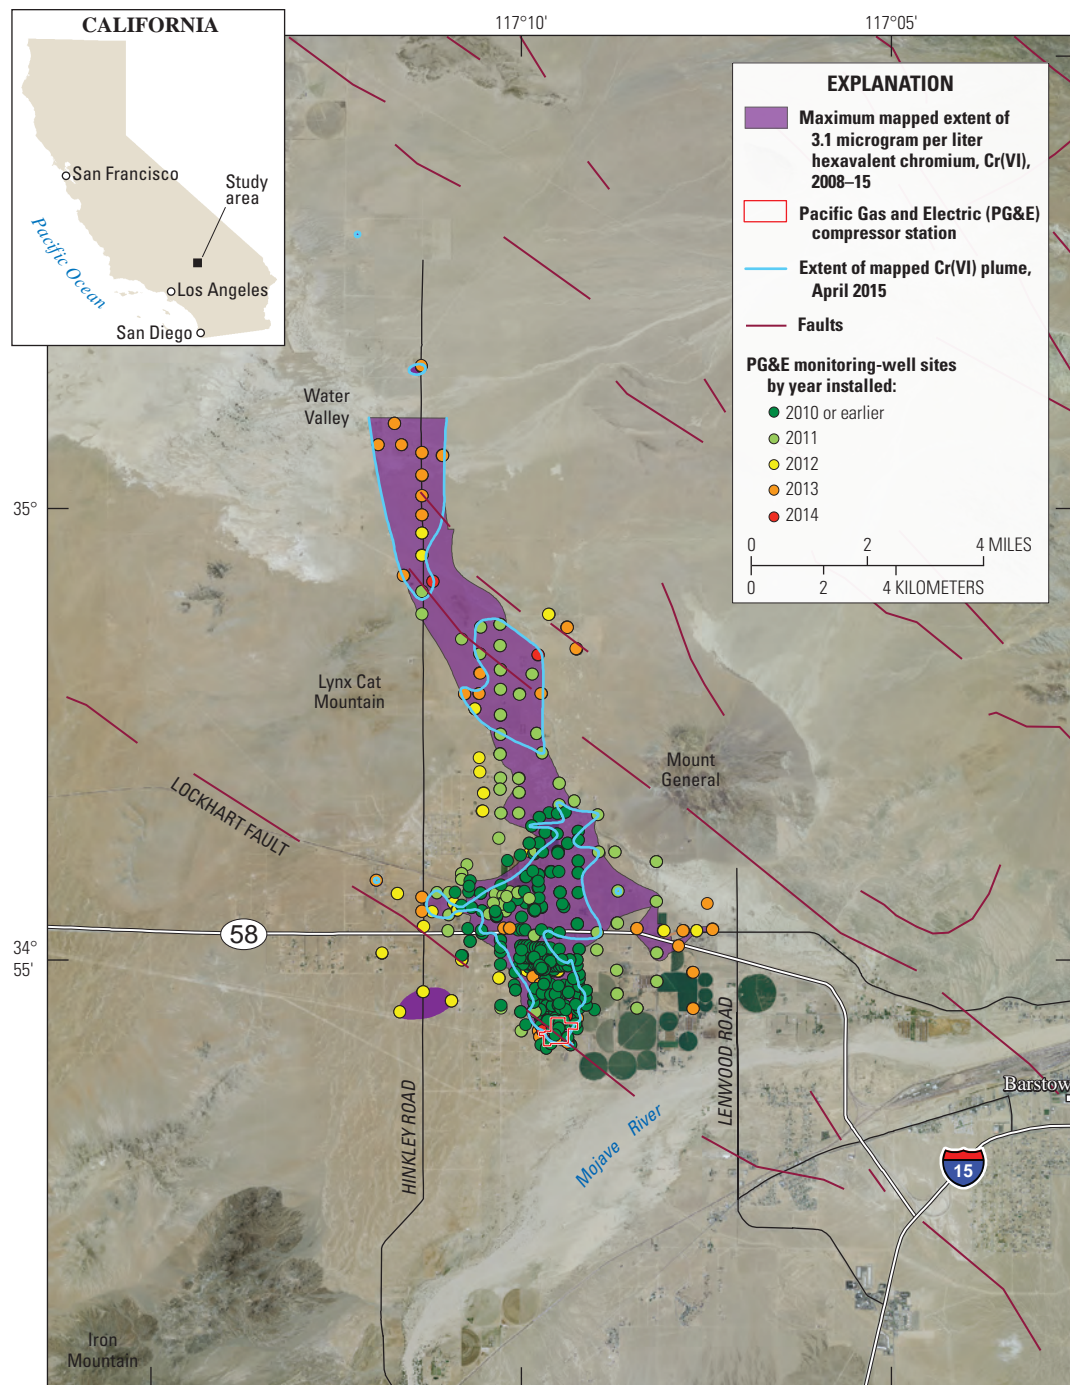 CALIFORNIA
San Francisco
Study
area
Pacific Ocean
Los Angeles
San Diego
117°10'
117°05'
EXPLANATION
Maximum mapped extent of
3.1 microgram per liter
hexavalent chromium, Cr(VI),
2008–15
Pacific Gas and Electric (PG&E)
compressor station
Extent of mapped Cr(VI) plume,
April 2015
Faults
PG&E monitoring-well sites
by year installed:
2010 or earlier
2011
2012
2013
2014
0 2 4 MILES
0 2 4 KILOMETERS
Water
Valley
35°
Lynx Cat
Mountain
Mount
General
LOCKHART FAULT
58
34°
55'
HINKLEY ROAD
LENWOOD ROAD
Mojave River
Barstow
15
Iron
Mountain